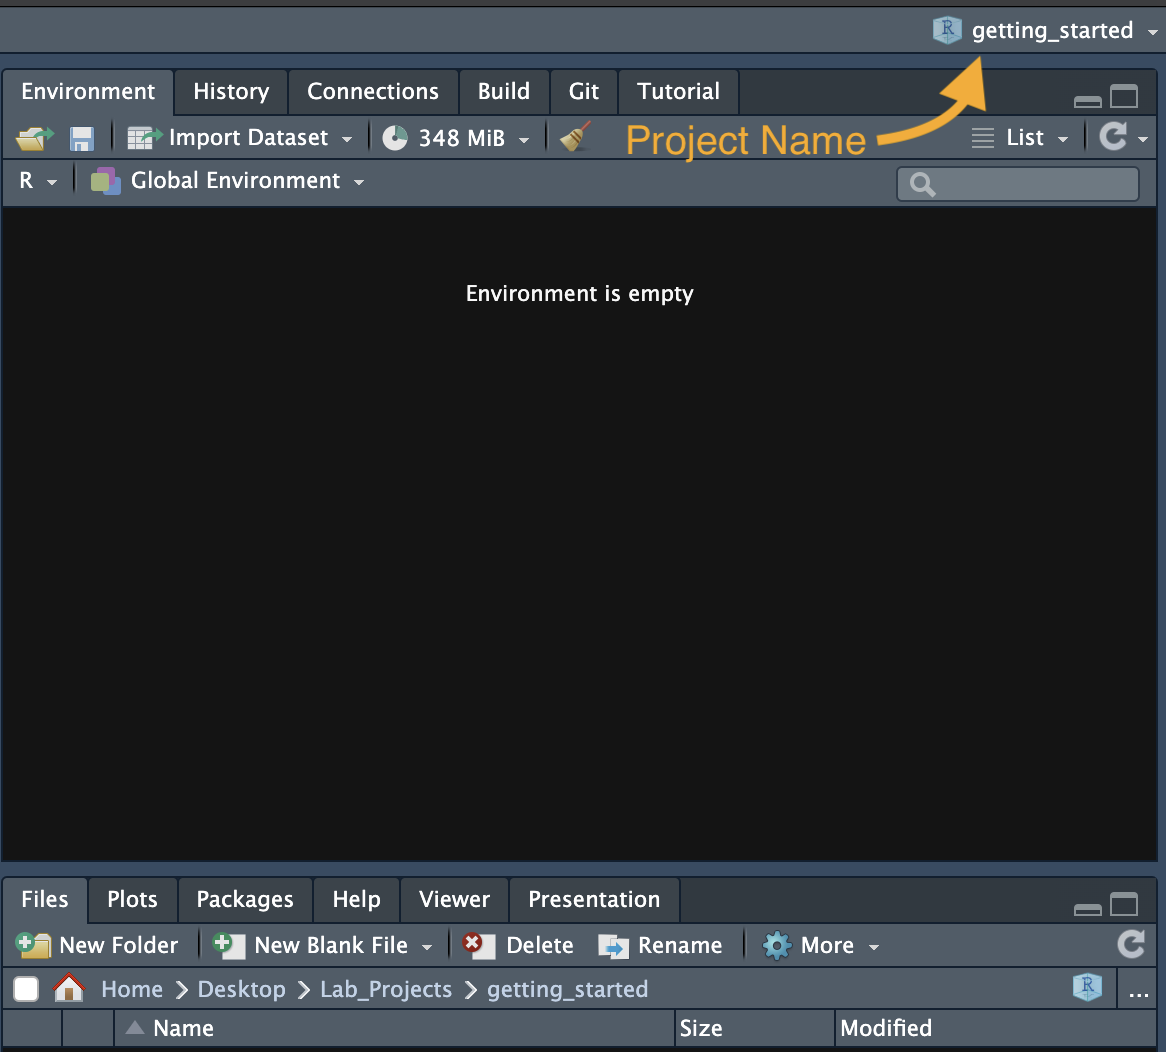 R getting_started
Environment History Connections Build Git Tutorial
Import Dataset 348 MiB Project Name List
R Global Environment
Environment is empty
Files Plots Packages Help Viewer Presentation
New Folder New Blank File Delete Rename More
Home Desktop Lab_Projects getting_started R ...
Name Size Modified